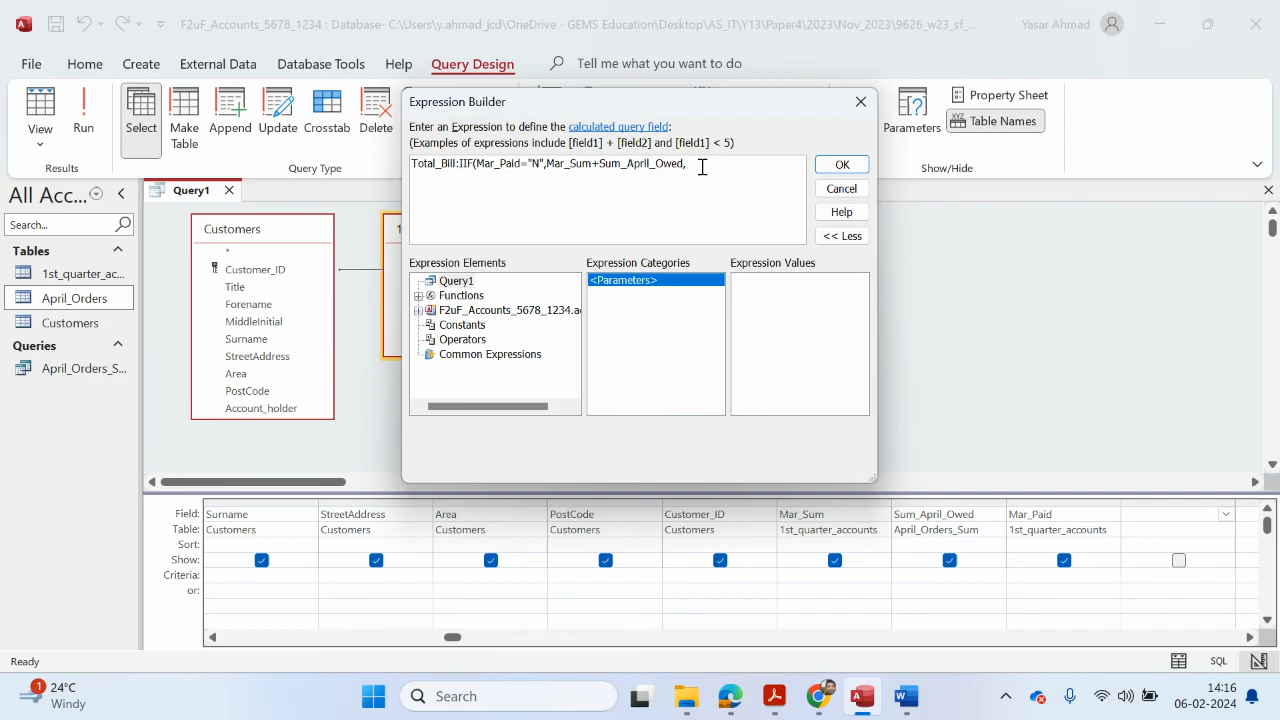 F2uF_Accounts_5678_1234 : Database- C:\Users\y.ahmad_jcd\OneDrive - GEMS Education\Desktop\AS_IT\Y13\Paper4\2023\Nov_2023\9626_w23_sf_... Yasar Ahmad
File Home Create External Data Database Tools Help Query Design Tell me what you want to do
View Run Select Make Table Append Update Crosstab Delete Parameters Property Sheet
Table Names
Results Query Type
Expression Builder
Enter an Expression to define the calculated query field:
(Examples of expressions include [field1] + [field2] and [field1] < 5)
Total_Bill:IIF(Mar_Paid="N",Mar_Sum+Sum_April_Owed,
OK
Cancel
Help
<< Less
Expression Elements Expression Categories Expression Values
Query1
Functions
F2uF_Accounts_5678_1234.a
Constants
Operators
Common Expressions
<Parameters>
All Acc...
Search...
Tables
1st_quarter_ac...
April_Orders
Customers
Queries
April_Orders_S...
Query1
Customers
*
Customer_ID
Title
Forename
MiddleInitial
Surname
StreetAddress
Area
PostCode
Account_holder
1
Field: Surname StreetAddress Area PostCode Customer_ID Mar_Sum Sum_April_Owed Mar_Paid
Table: Customers Customers Customers Customers Customers 1st_quarter_accounts April_Orders_Sum 1st_quarter_accounts
Sort:
Show:
Criteria:
or:
Ready SQL
1 24°C
Windy
Search
14:16
06-02-2024